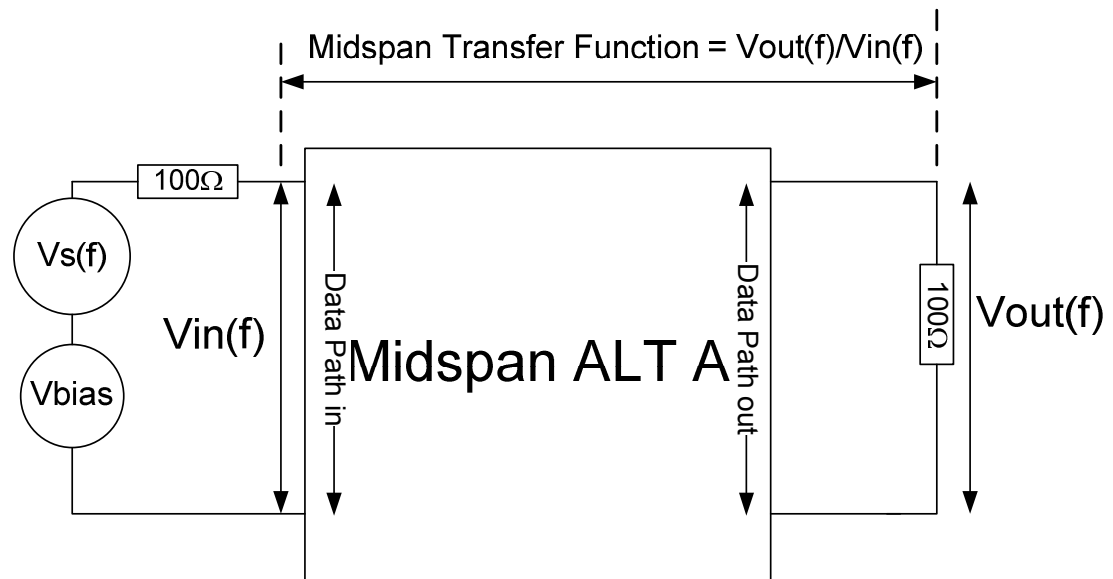 Midspan Transfer Function = Vout(f)/Vin(f)
100Ω
Vs(f)
Vbias
Vin(f)
Data Path in
Midspan ALT A
Data Path out
100Ω
Vout(f)